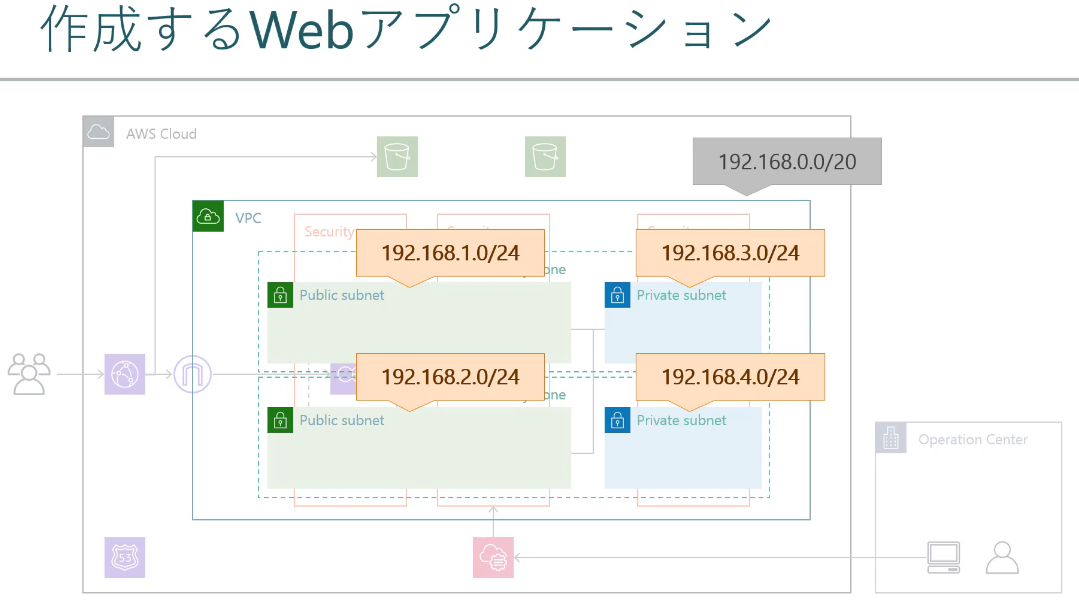 作成するWebアプリケーション
AWS Cloud
192.168.0.0/20
VPC
Security
192.168.1.0/24
192.168.3.0/24
Public subnet
Private subnet
192.168.2.0/24
192.168.4.0/24
Public subnet
Private subnet
Operation Center
53